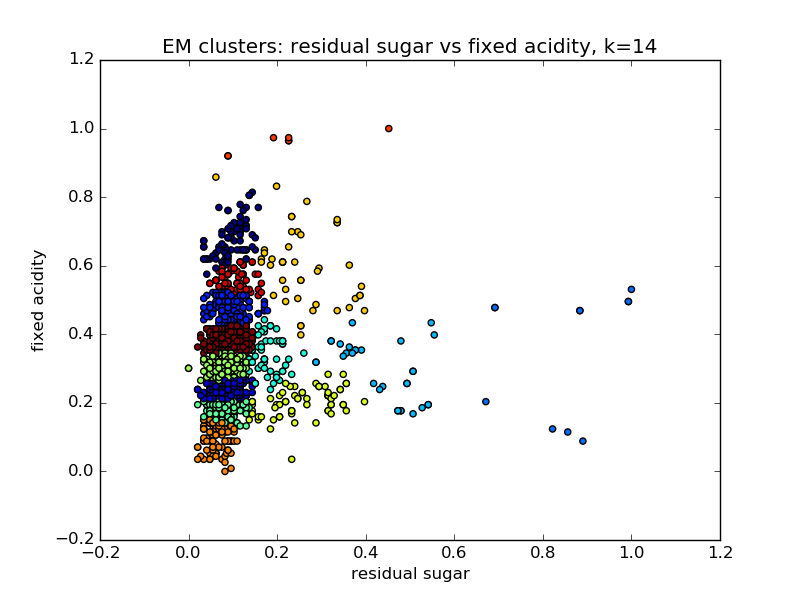 EM clusters: residual sugar vs fixed acidity, k=14
1.2
1.0
0.8
0.6
0.4
0.2
0.0
−0.2
fixed acidity
−0.2 0.0 0.2 0.4 0.6 0.8 1.0 1.2
residual sugar